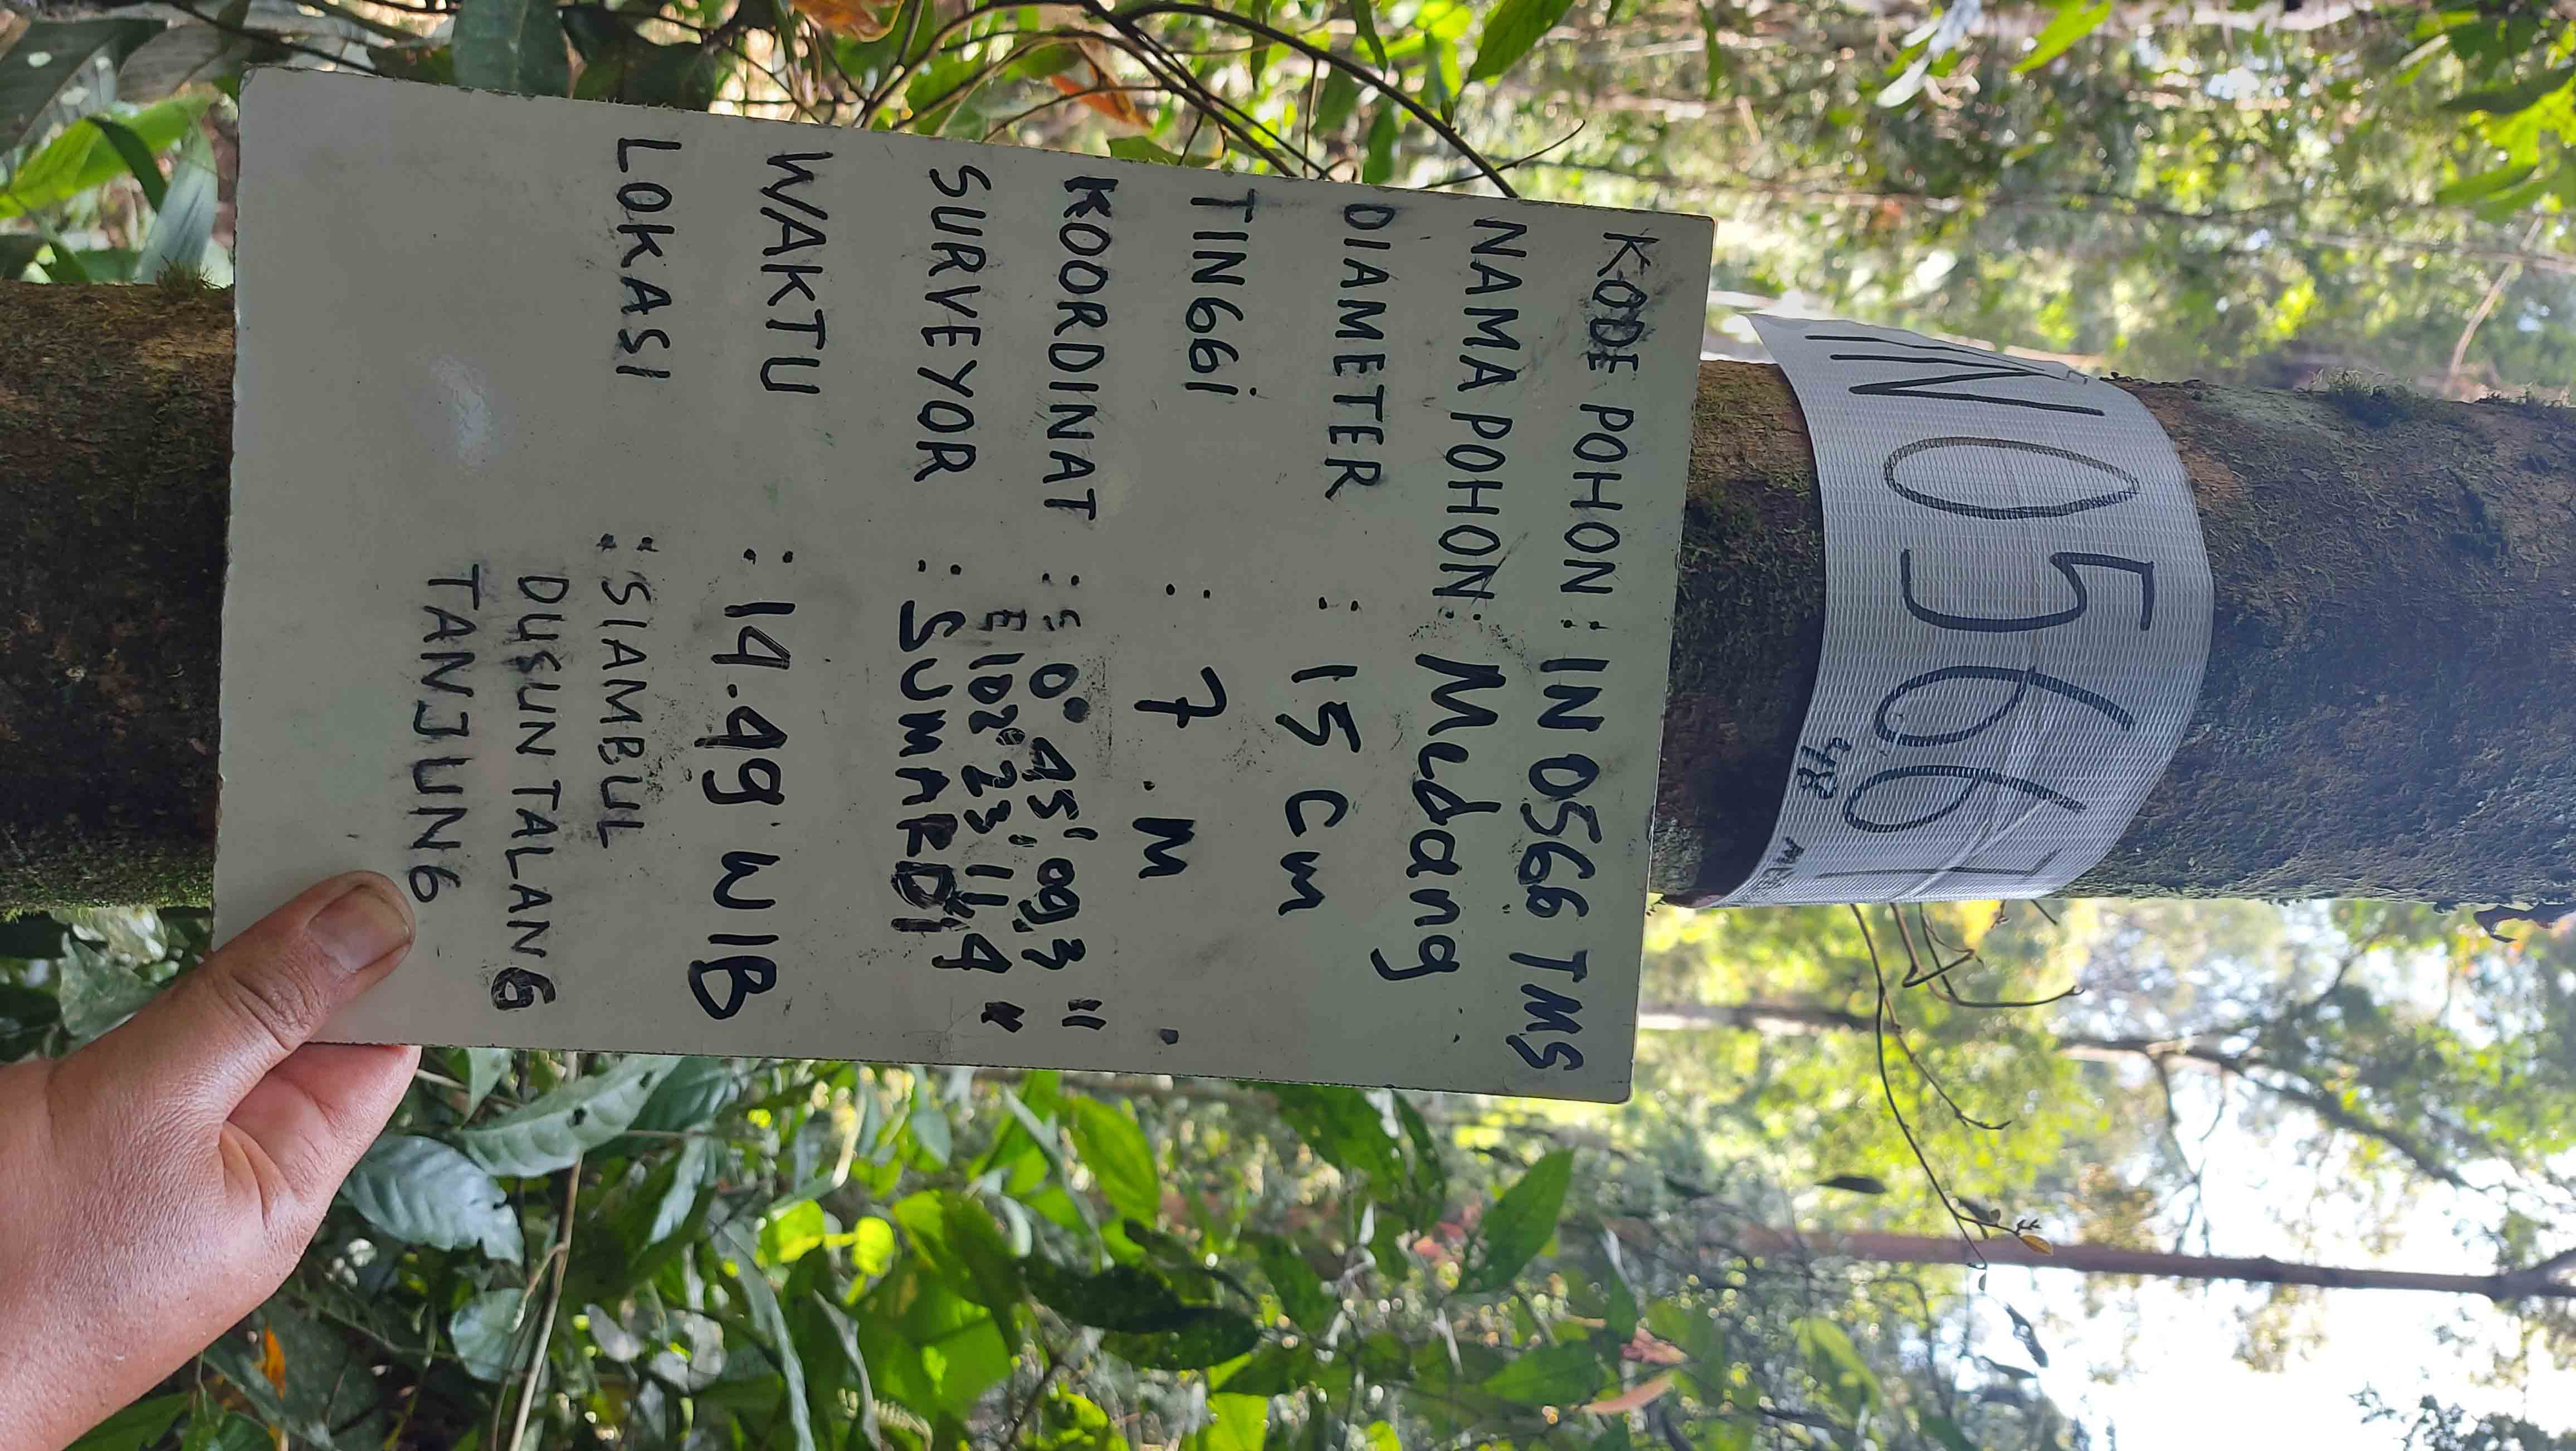 IN 0566 T
48
KODE POHON : IN 0566 TMS
NAMA POHON : Medang
DIAMETER : 15 cm
TINGGi : 7 . M
KOORDINAT : S 0° 45' 09,3 "
E 102° 23' 11,4 "
SURVEYOR : SUMARDI
WAKTU : 14.49 WIB
LOKASI : SIAMBUL
DUSUN TALANG
TANJUNG